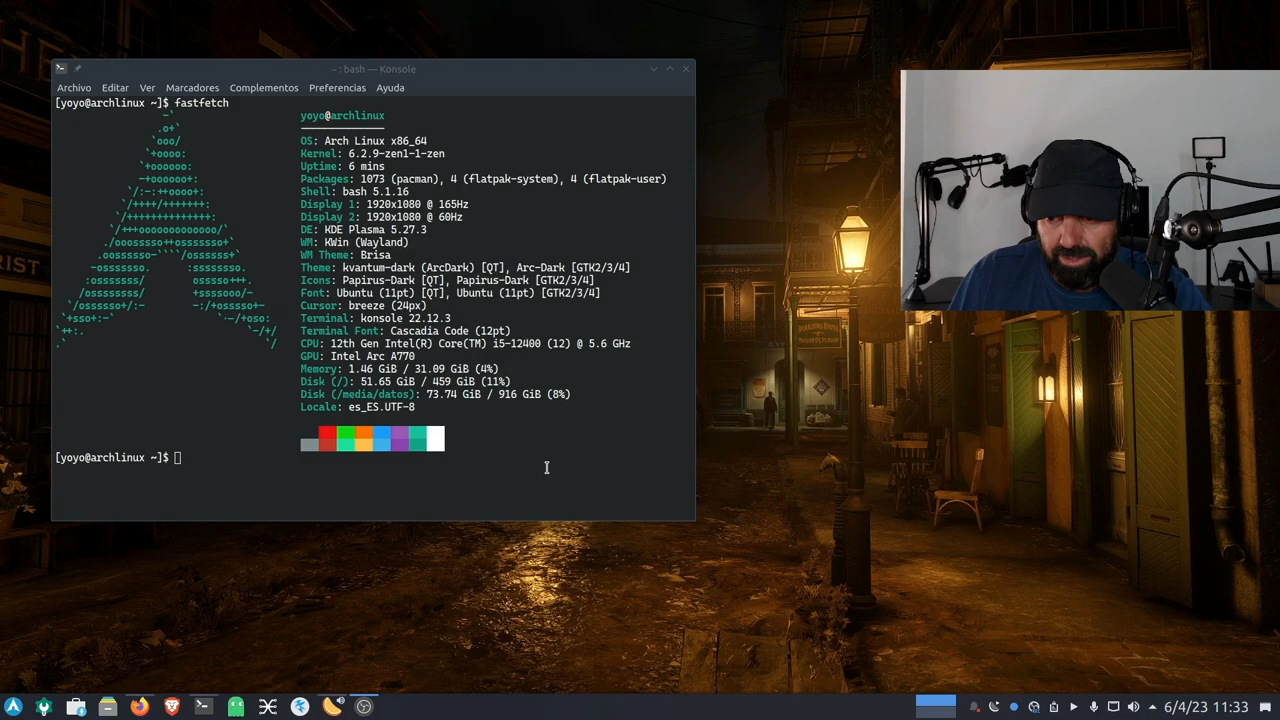 ~ : bash — Konsole
Archivo Editar Ver Marcadores Complementos Preferencias Ayuda
[yoyo@archlinux ~]$ fastfetch
yoyo@archlinux
OS: Arch Linux x86_64
Kernel: 6.2.9-zen1-1-zen
Uptime: 6 mins
Packages: 1073 (pacman), 4 (flatpak-system), 4 (flatpak-user)
Shell: bash 5.1.16
Display 1: 1920x1080 @ 165Hz
Display 2: 1920x1080 @ 60Hz
DE: KDE Plasma 5.27.3
WM: KWin (Wayland)
WM Theme: Brisa
Theme: kvantum-dark (ArcDark) [QT], Arc-Dark [GTK2/3/4]
Icons: Papirus-Dark [QT], Papirus-Dark [GTK2/3/4]
Font: Ubuntu (11pt) [QT], Ubuntu (11pt) [GTK2/3/4]
Cursor: breeze (24px)
Terminal: konsole 22.12.3
Terminal Font: Cascadia Code (12pt)
CPU: 12th Gen Intel(R) Core(TM) i5-12400 (12) @ 5.6 GHz
GPU: Intel Arc A770
Memory: 1.46 GiB / 31.09 GiB (4%)
Disk (/): 51.65 GiB / 459 GiB (11%)
Disk (/media/datos): 73.74 GiB / 916 GiB (8%)
Locale: es_ES.UTF-8
[yoyo@archlinux ~]$
6/4/23 11:33